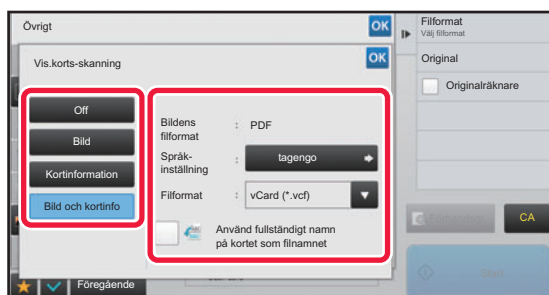 Övrigt
OK
Vis.korts-skanning
OK
Off
Bild
Kortinformation
Bild och kortinfo
Bildens
filformat
:
PDF
Språk-
inställning
:
tagengo
Filformat
:
vCard (*.vcf)
Använd fullständigt namn
på kortet som filnamnet
Föregående
Filformat
Välj filformat
Original
Originalräknare
CA